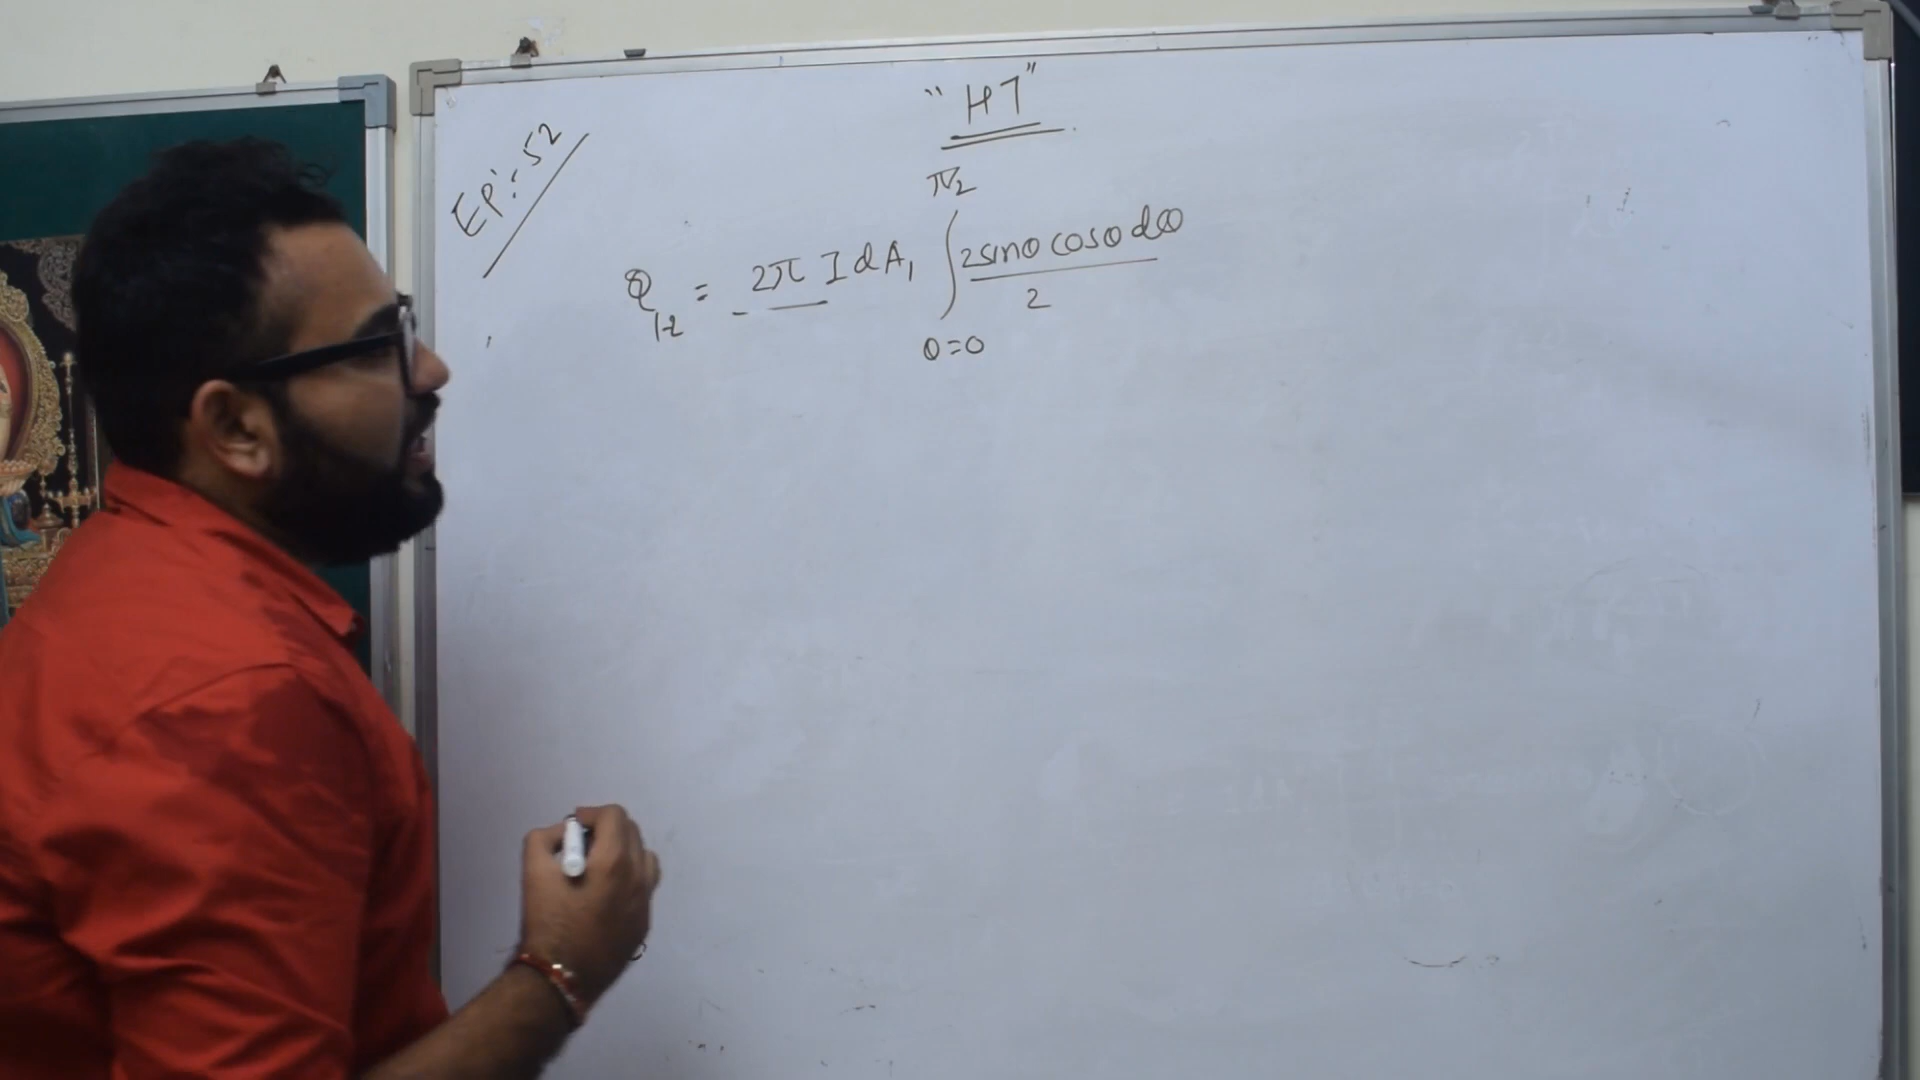 "HT"
EP:- 52
π/2
Q1-2 = 2π I dA1 ∫ 2sinθ cosθ dθ
2
θ=0